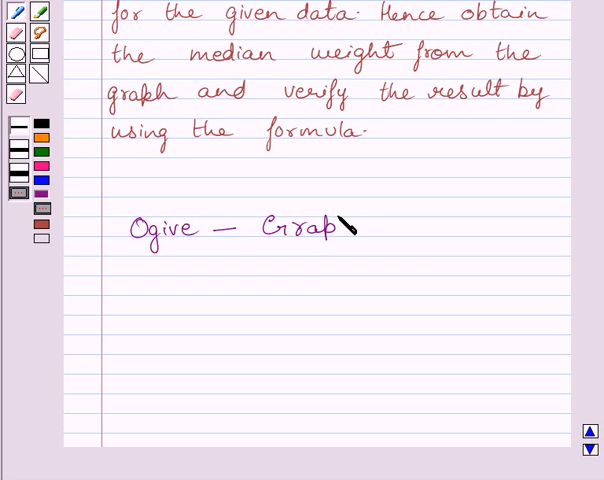 for the given data. Hence obtain
the median weight from the
graph and verify the result by
using the formula.
Ogive — Grap